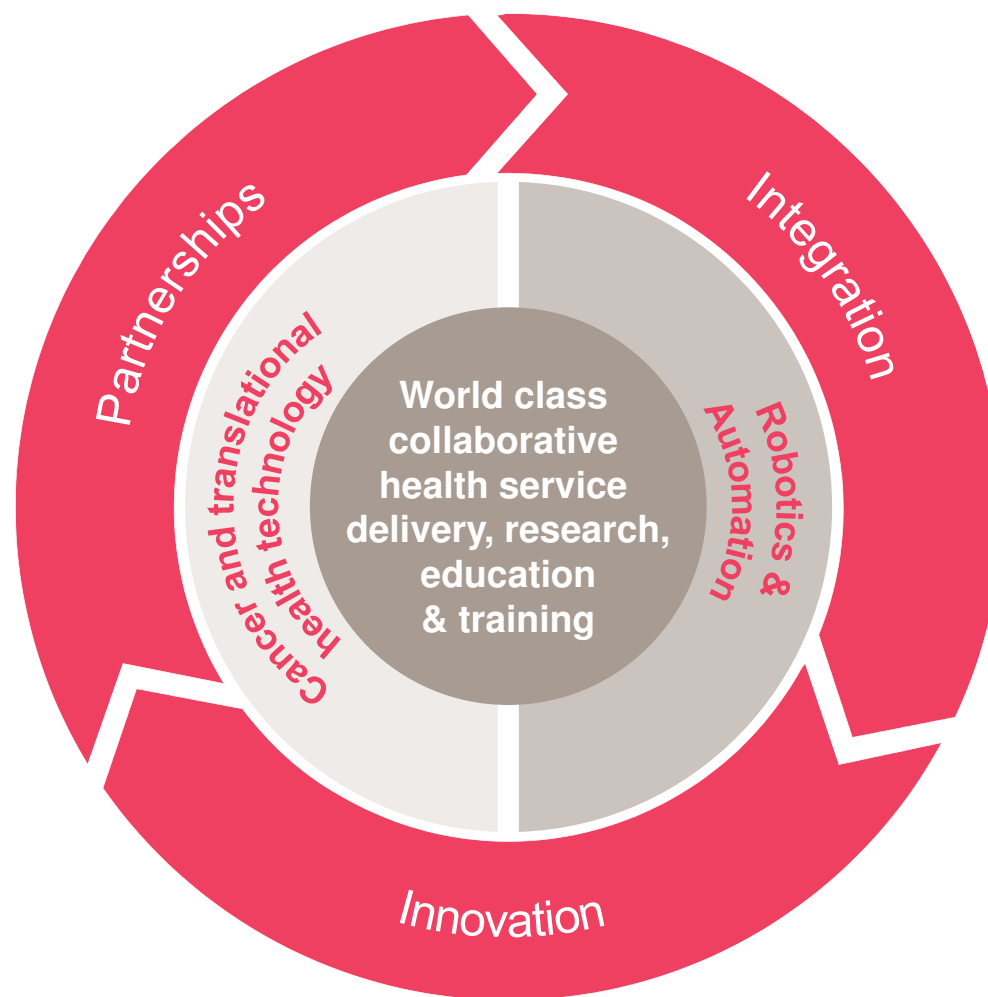 Partnerships
Integration
Cancer and translational
health technology
World class
collaborative
health service
delivery, research,
education
& training
Robotics &
Automation
Innovation